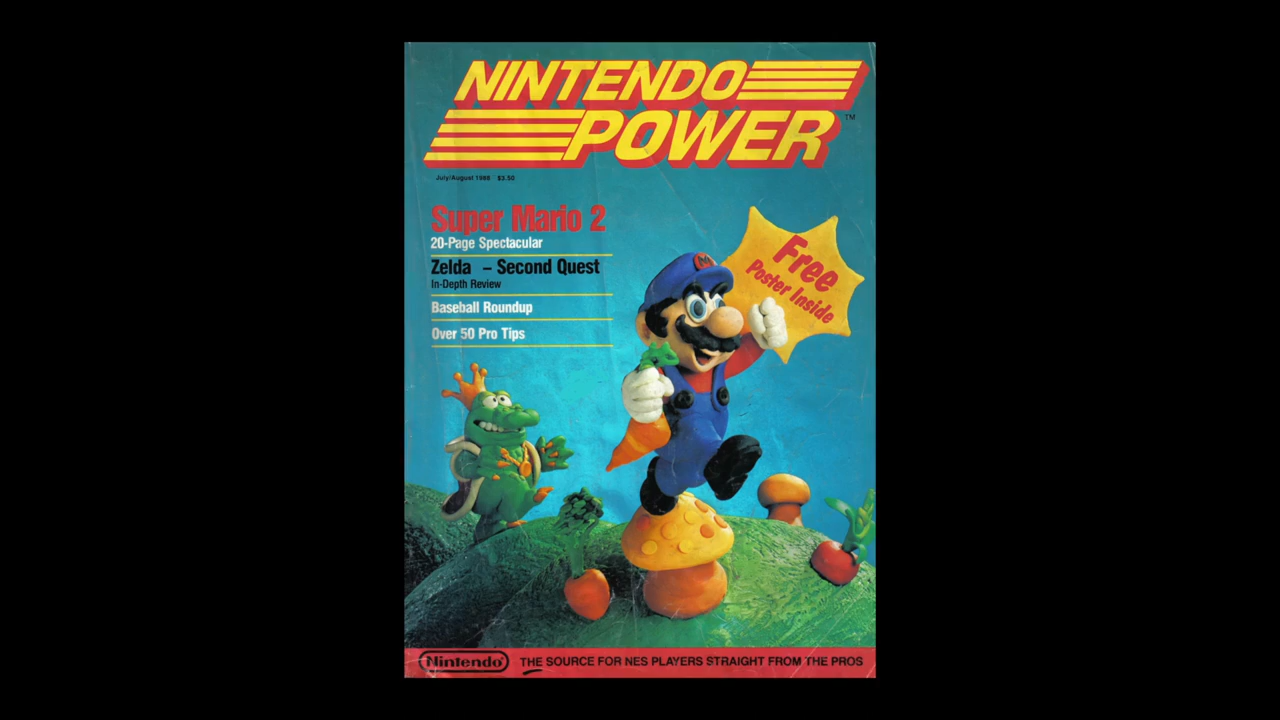 NINTENDO
POWER
TM
July/August 1988 $3.50
Super Mario 2
20-Page Spectacular
Zelda – Second Quest
In-Depth Review
Baseball Roundup
Over 50 Pro Tips
Free
Poster Inside
M
Nintendo®
THE SOURCE FOR NES PLAYERS STRAIGHT FROM THE PROS